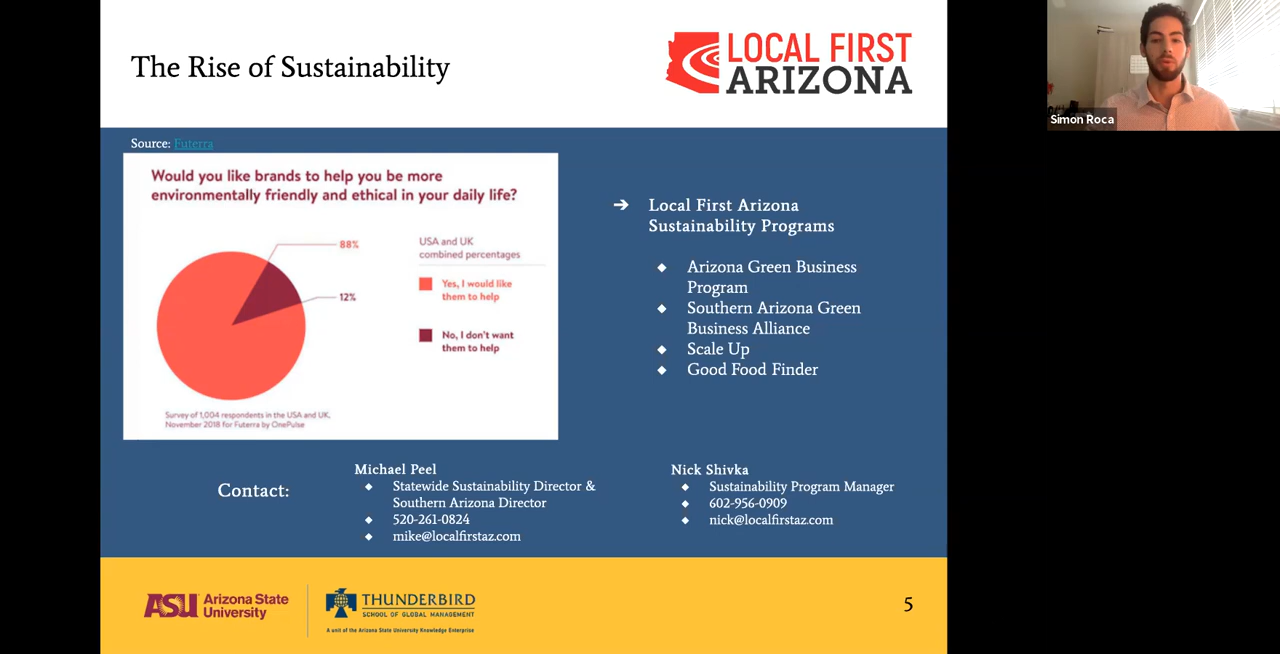 The Rise of Sustainability
LOCAL FIRST
ARIZONA
Simon Roca
Source: Futerra
Would you like brands to help you be more
environmentally friendly and ethical in your daily life?
88%
12%
USA and UK
combined percentages
Yes, I would like
them to help
No, I don't want
them to help
Survey of 1,004 respondents in the USA and UK.
November 2018 for Futerra by OnePulse
➔ Local First Arizona
Sustainability Programs
◆ Arizona Green Business
Program
◆ Southern Arizona Green
Business Alliance
◆ Scale Up
◆ Good Food Finder
Contact:
Michael Peel
◆ Statewide Sustainability Director &
Southern Arizona Director
◆ 520-261-0824
◆ mike@localfirstaz.com
Nick Shivka
◆ Sustainability Program Manager
◆ 602-956-0909
◆ nick@localfirstaz.com
ASU Arizona State
University
THUNDERBIRD
SCHOOL OF GLOBAL MANAGEMENT
A unit of the Arizona State University Knowledge Enterprise
5